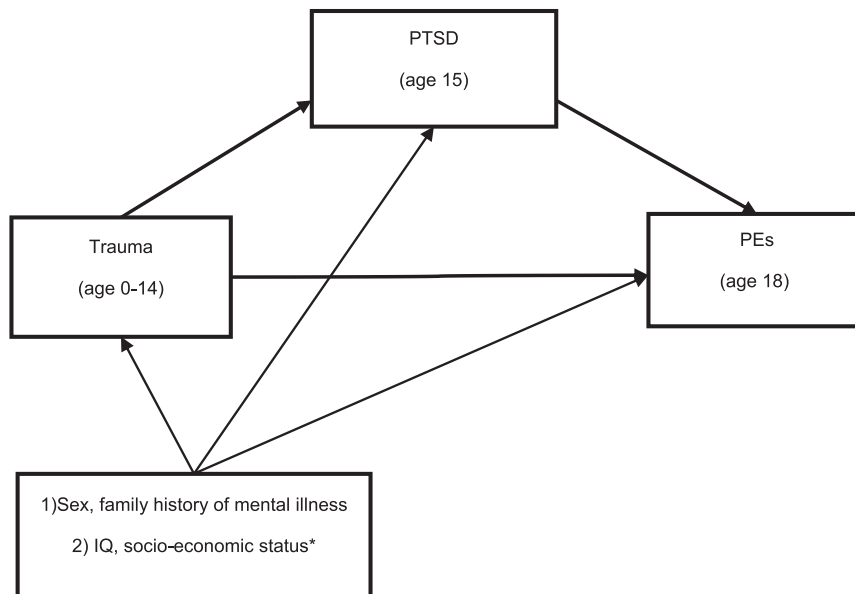 PTSD
(age 15)
Trauma
(age 0-14)
PEs
(age 18)
1)Sex, family history of mental illness
2) IQ, socio-economic status*